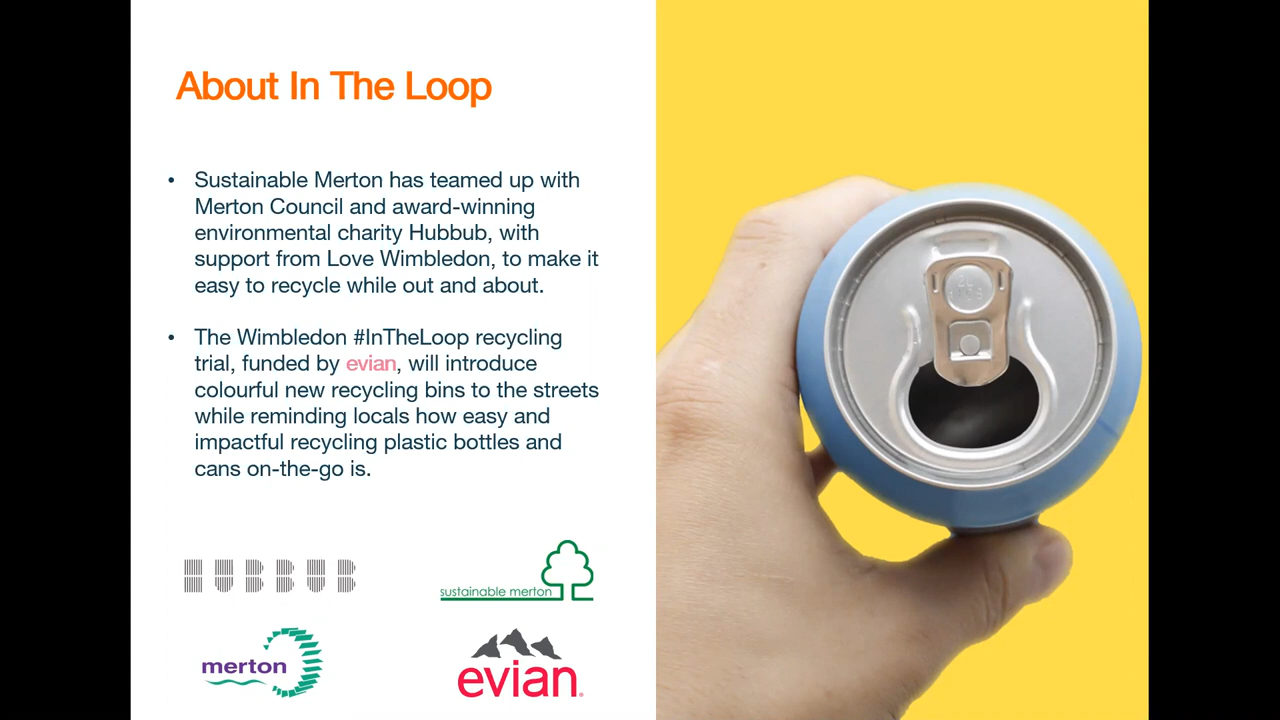 About In The Loop
• Sustainable Merton has teamed up with
Merton Council and award-winning
environmental charity Hubbub, with
support from Love Wimbledon, to make it
easy to recycle while out and about.
• The Wimbledon #InTheLoop recycling
trial, funded by evian, will introduce
colourful new recycling bins to the streets
while reminding locals how easy and
impactful recycling plastic bottles and
cans on-the-go is.
HUBBUB
sustainable merton
merton
evian